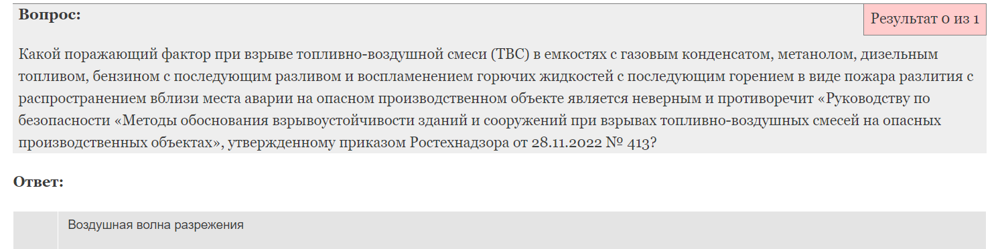 Вопрос:
Результат 0 из 1
Какой поражающий фактор при взрыве топливно-воздушной смеси (ТВС) в емкостях с газовым конденсатом, метанолом, дизельным
топливом, бензином с последующим разливом и воспламенением горючих жидкостей с последующим горением в виде пожара разлития с
распространением вблизи места аварии на опасном производственном объекте является неверным и противоречит «Руководству по
безопасности «Методы обоснования взрывоустойчивости зданий и сооружений при взрывах топливно-воздушных смесей на опасных
производственных объектах», утвержденному приказом Ростехнадзора от 28.11.2022 № 413?
Ответ:
Воздушная волна разрежения